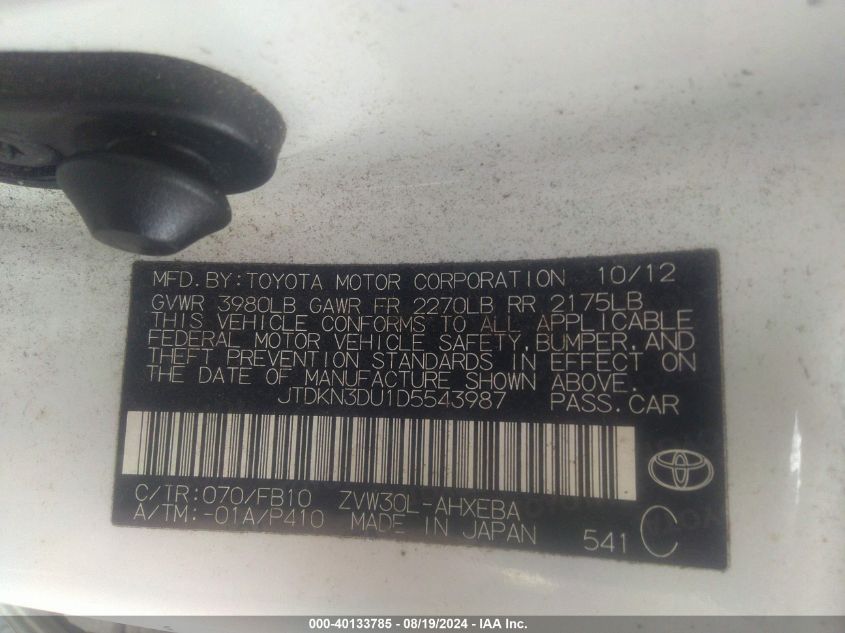 MFD. BY: TOYOTA MOTOR CORPORATION 10/12
GVWR 3980LB GAWR FR 2270LB RR 2175LB
THIS VEHICLE CONFORMS TO ALL APPLICABLE
FEDERAL MOTOR VEHICLE SAFETY, BUMPER, AND
THEFT PREVENTION STANDARDS IN EFFECT ON
THE DATE OF MANUFACTURE SHOWN ABOVE.
JTDKN3DU1D5543987 PASS. CAR
C/TR: 070/FB10 ZVW30L-AHXEBA
A/TM: -01A/P410 MADE IN JAPAN 541 C
000-40133785 - 08/19/2024 - IAA Inc.